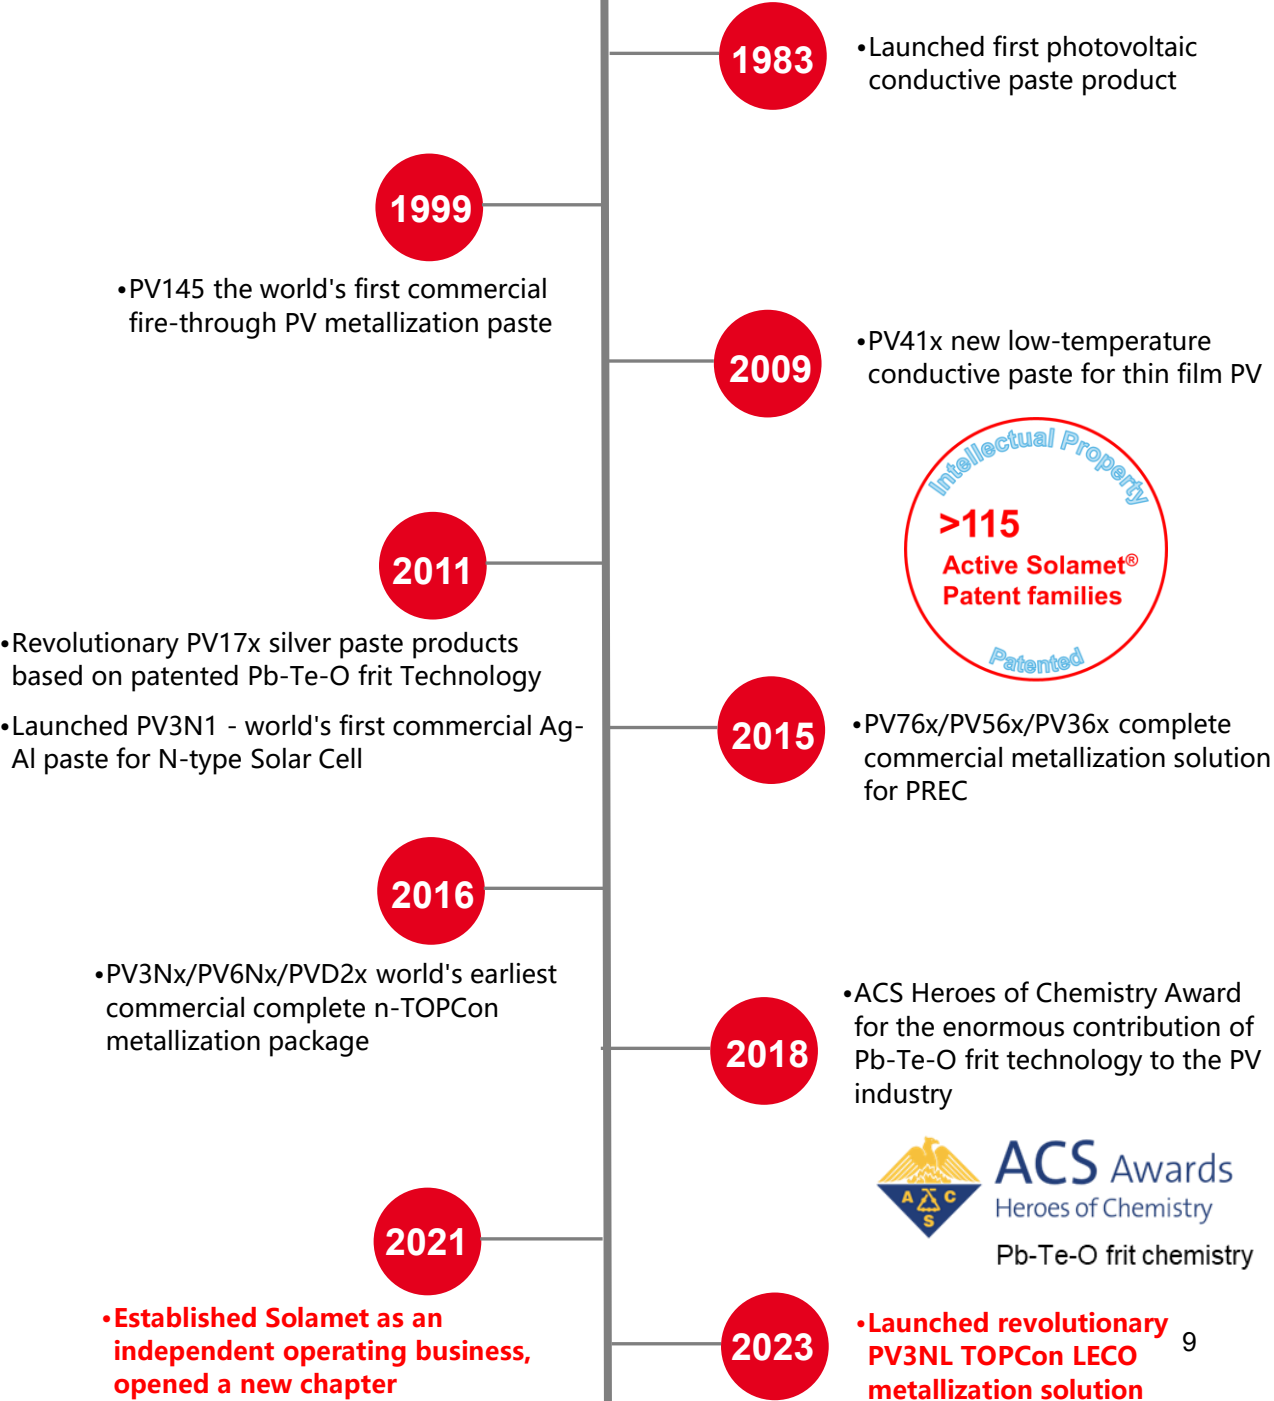 1983
•Launched first photovoltaic
conductive paste product
1999
•PV145 the world's first commercial
fire-through PV metallization paste
2009
•PV41x new low-temperature
conductive paste for thin film PV
Intellectual Property
>115
Active Solamet®
Patent families
Patented
2011
•Revolutionary PV17x silver paste products
based on patented Pb-Te-O frit Technology
•Launched PV3N1 - world's first commercial Ag-
Al paste for N-type Solar Cell
2015
•PV76x/PV56x/PV36x complete
commercial metallization solution
for PREC
2016
•PV3Nx/PV6Nx/PVD2x world's earliest
commercial complete n-TOPCon
metallization package
2018
•ACS Heroes of Chemistry Award
for the enormous contribution of
Pb-Te-O frit technology to the PV
industry
A C S
ACS Awards
Heroes of Chemistry
Pb-Te-O frit chemistry
2021
•Established Solamet as an
independent operating business,
opened a new chapter
2023
•Launched revolutionary
PV3NL TOPCon LECO
metallization solution
9